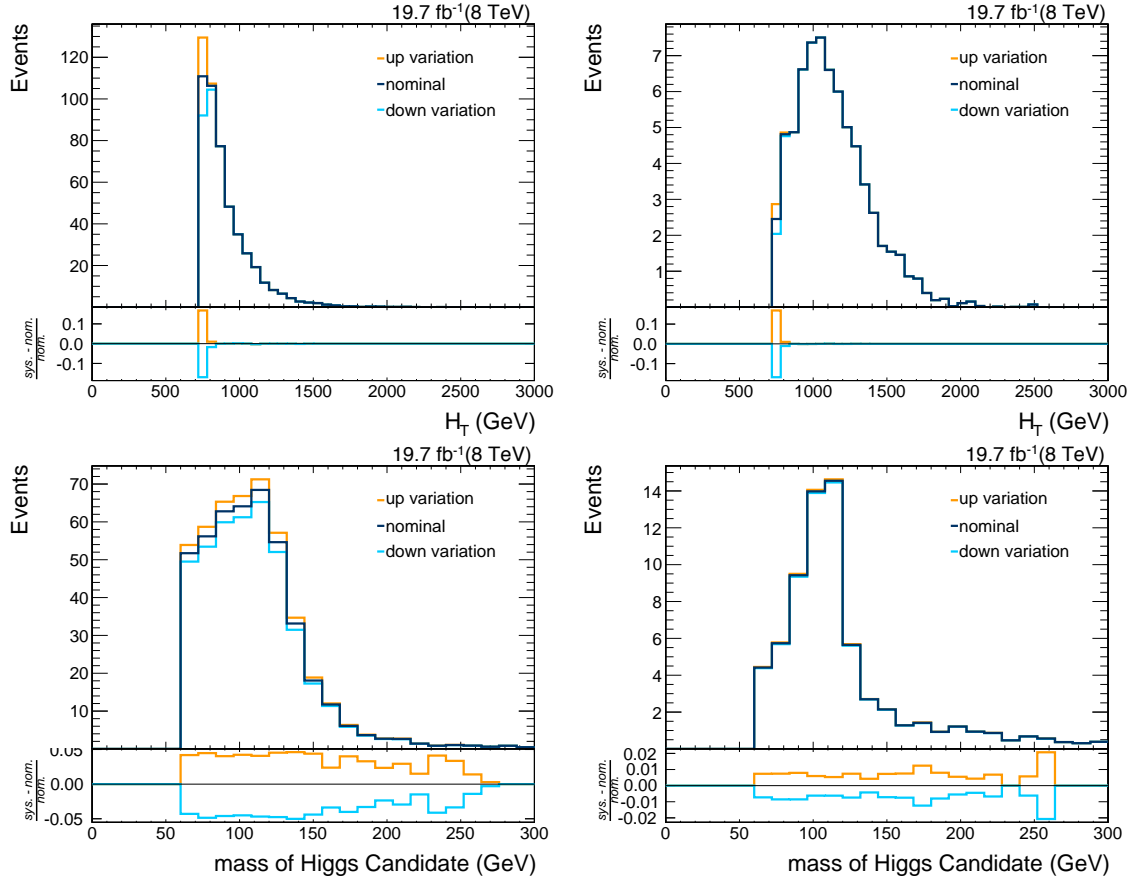 19.7 fb⁻¹(8 TeV)
Events
up variation
nominal
down variation
120
100
80
60
40
20
sys. - nom.
nom.
0.1
0.0
-0.1
0 500 1000 1500 2000 2500 3000
H_T (GeV)
19.7 fb⁻¹(8 TeV)
Events
up variation
nominal
down variation
7
6
5
4
3
2
1
sys. - nom.
nom.
0.1
0.0
-0.1
0 500 1000 1500 2000 2500 3000
H_T (GeV)
19.7 fb⁻¹(8 TeV)
Events
up variation
nominal
down variation
70
60
50
40
30
20
10
sys. - nom.
nom.
0.05
0.00
-0.05
0 50 100 150 200 250 300
mass of Higgs Candidate (GeV)
19.7 fb⁻¹(8 TeV)
Events
up variation
nominal
down variation
14
12
10
8
6
4
2
sys. - nom.
nom.
0.02
0.01
0.00
-0.01
-0.02
0 50 100 150 200 250 300
mass of Higgs Candidate (GeV)